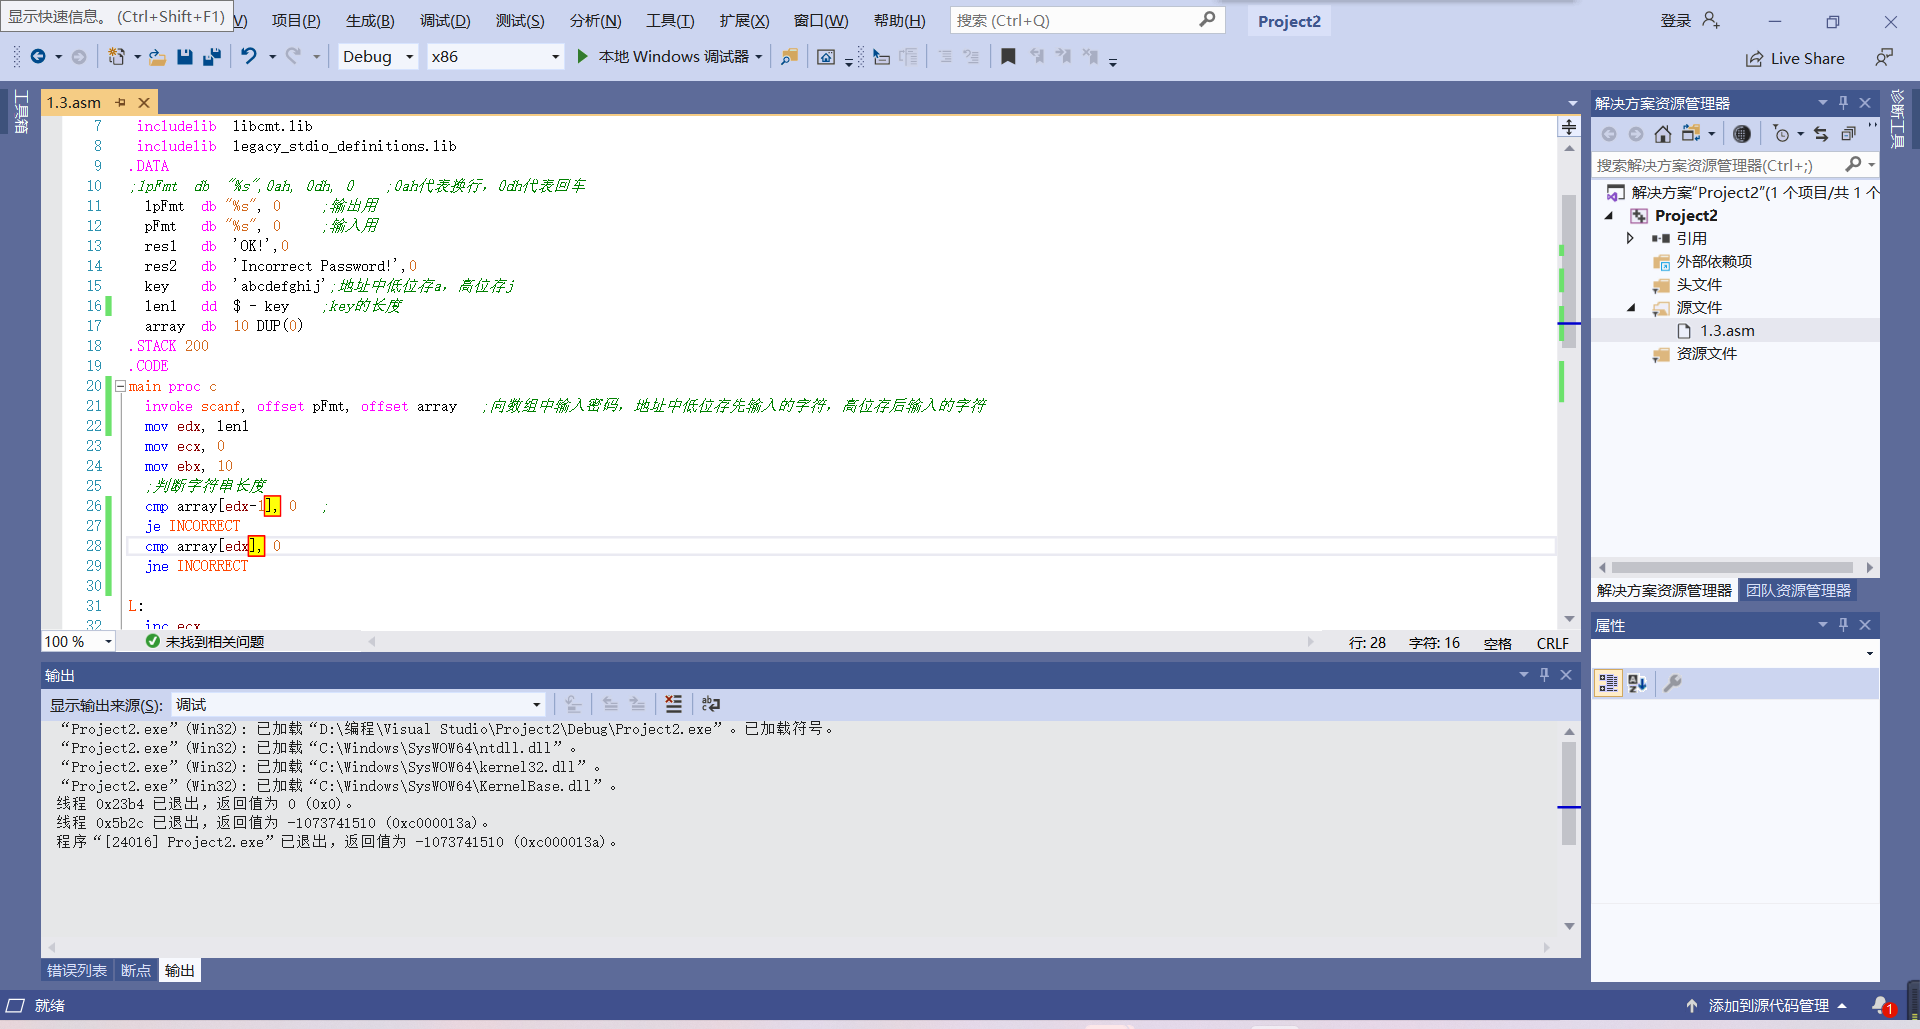 显示快速信息。 (Ctrl+Shift+F1)
V) 项目(P) 生成(B) 调试(D) 测试(S) 分析(N) 工具(T) 扩展(X) 窗口(W) 帮助(H) 搜索 (Ctrl+Q) Project2 登录
Debug x86 本地 Windows 调试器 Live Share
工具箱
1.3.asm
7 includelib libcmt.lib
8 includelib legacy_stdio_definitions.lib
9 .DATA
10 ;lpFmt db "%s",0ah, 0dh, 0 ;0ah代表换行，0dh代表回车
11 lpFmt db "%s", 0 ;输出用
12 pFmt db "%s", 0 ;输入用
13 res1 db 'OK!',0
14 res2 db 'Incorrect Password!',0
15 key db 'abcdefghij';地址中低位存a，高位存j
16 len1 dd $ - key ;key的长度
17 array db 10 DUP(0)
18 .STACK 200
19 .CODE
20 main proc c
21 invoke scanf, offset pFmt, offset array ;向数组中输入密码，地址中低位存先输入的字符，高位存后输入的字符
22 mov edx, len1
23 mov ecx, 0
24 mov ebx, 10
25 ;判断字符串长度
26 cmp array[edx-1], 0 ;
27 je INCORRECT
28 cmp array[edx], 0
29 jne INCORRECT
30
31 L:
32 inc ecx
100 % 未找到相关问题 行: 28 字符: 16 空格 CRLF
输出
显示输出来源(S): 调试
“Project2.exe” (Win32): 已加载“D:\编程\Visual Studio\Project2\Debug\Project2.exe”。已加载符号。
“Project2.exe” (Win32): 已加载“C:\Windows\SysWOW64\ntdll.dll”。
“Project2.exe” (Win32): 已加载“C:\Windows\SysWOW64\kernel32.dll”。
“Project2.exe” (Win32): 已加载“C:\Windows\SysWOW64\KernelBase.dll”。
线程 0x23b4 已退出，返回值为 0 (0x0)。
线程 0x5b2c 已退出，返回值为 -1073741510 (0xc000013a)。
程序“[24016] Project2.exe”已退出，返回值为 -1073741510 (0xc000013a)。
错误列表 断点 输出
解决方案资源管理器
搜索解决方案资源管理器(Ctrl+;)
解决方案"Project2"(1 个项目/共 1 个
Project2
引用
外部依赖项
头文件
源文件
1.3.asm
资源文件
解决方案资源管理器 团队资源管理器
属性
诊断工具
就绪 添加到源代码管理 1